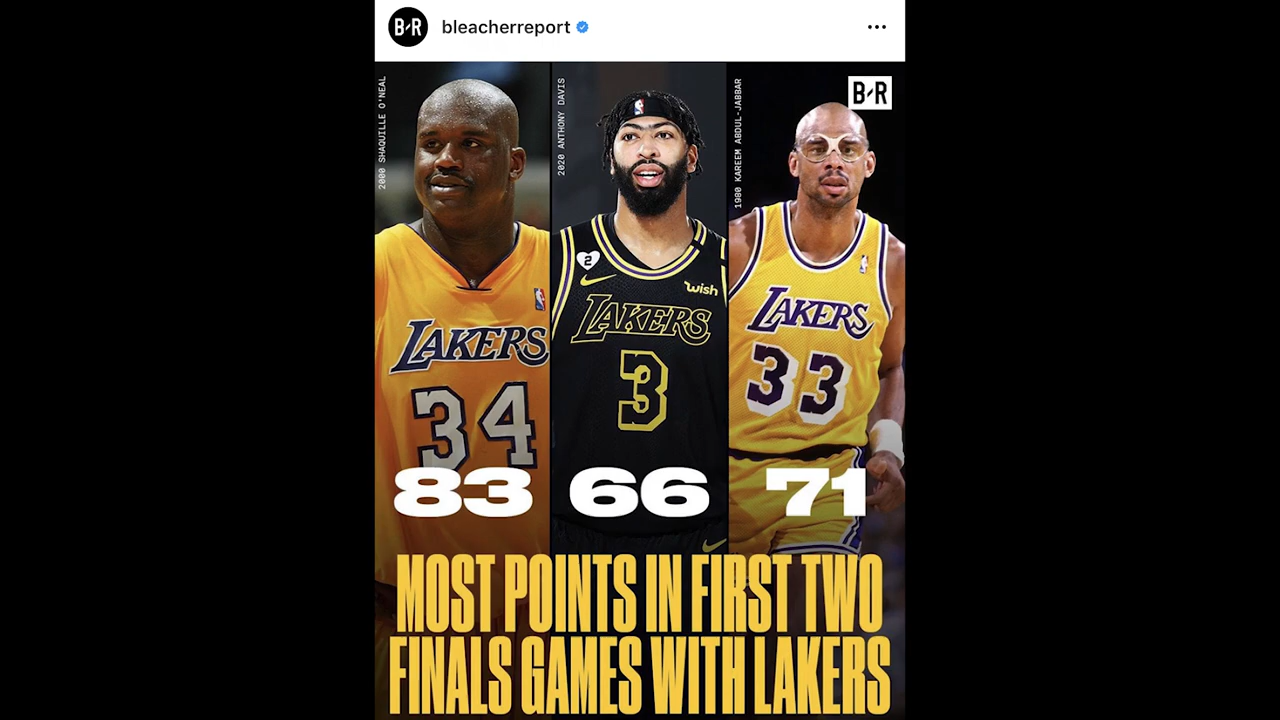 B/R bleacherreport
B/R
2000 SHAQUILLE O'NEAL
2020 ANTHONY DAVIS
1980 KAREEM ABDUL-JABBAR
2
wish
LAKERS
LAKERS
LAKERS
34
3
33
83 66 71
MOST POINTS IN FIRST TWO
FINALS GAMES WITH LAKERS